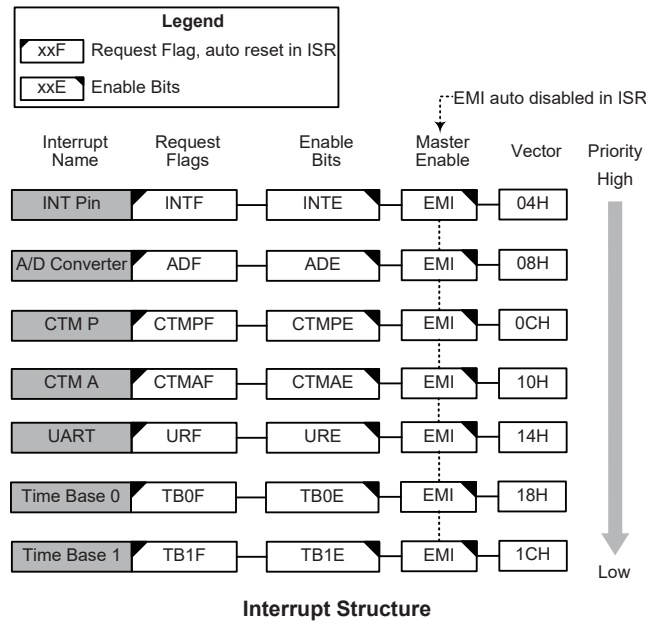 Legend
xxF Request Flag, auto reset in ISR
xxE Enable Bits
EMI auto disabled in ISR
Interrupt Name Request Flags Enable Bits Master Enable Vector Priority
High
INT Pin INTF INTE EMI 04H
A/D Converter ADF ADE EMI 08H
CTM P CTMPF CTMPE EMI 0CH
CTM A CTMAF CTMAE EMI 10H
UART URF URE EMI 14H
Time Base 0 TB0F TB0E EMI 18H
Time Base 1 TB1F TB1E EMI 1CH
Low
Interrupt Structure